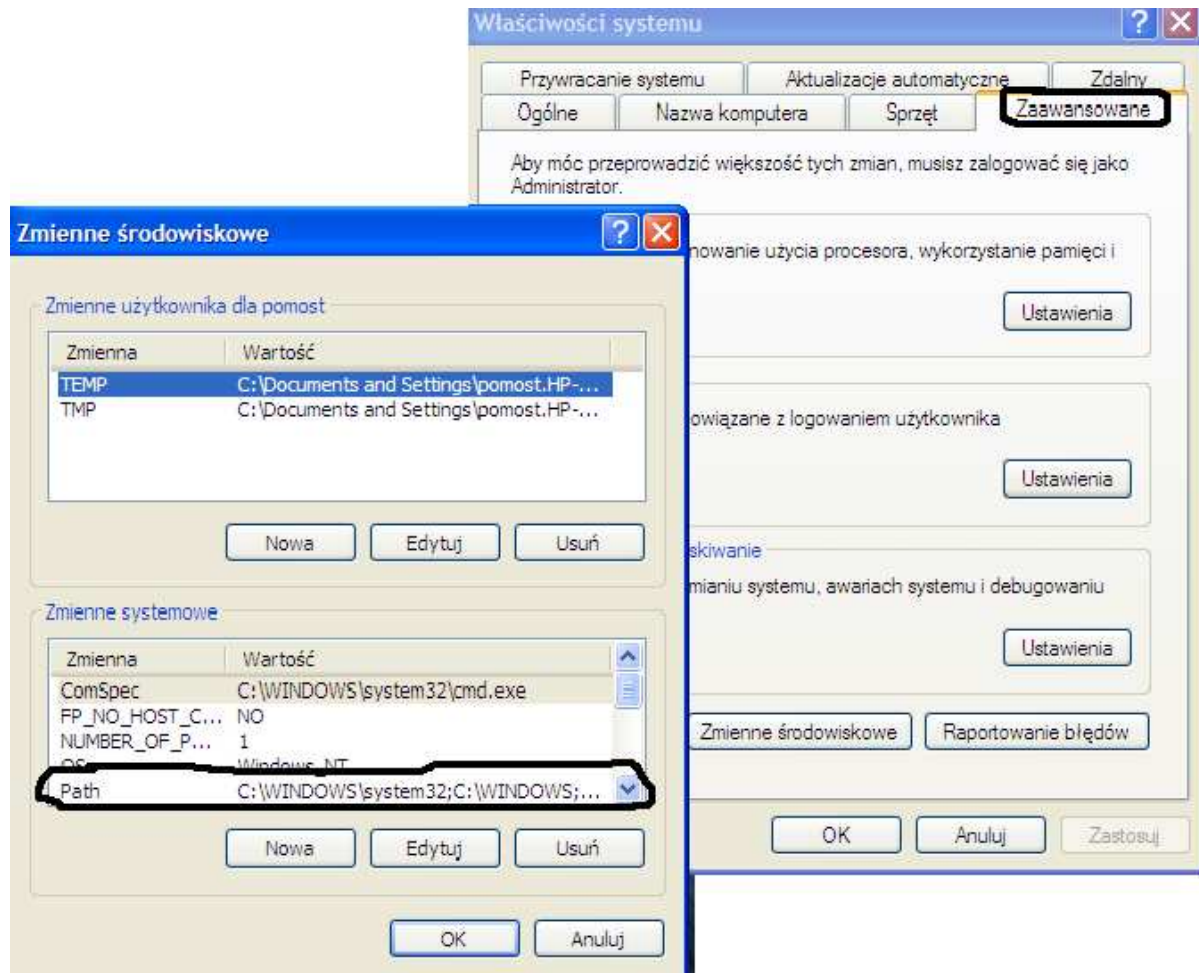 Właściwości systemu
Przywracanie systemu Aktualizacje automatyczne Zdalny
Ogólne Nazwa komputera Sprzęt Zaawansowane
Aby móc przeprowadzić większość tych zmian, musisz zalogować się jako
Administrator.
nowanie użycia procesora, wykorzystanie pamięci i
Ustawienia
owiązane z logowaniem użytkownika
Ustawienia
skiwanie
mianiu systemu, awariach systemu i debugowaniu
Ustawienia
Zmienne środowiskowe Raportowanie błędów
OK Anuluj Zastosuj
Zmienne środowiskowe
Zmienne użytkownika dla pomost
Zmienna Wartość
TEMP C:\Documents and Settings\pomost.HP-...
TMP C:\Documents and Settings\pomost.HP-...
Nowa Edytuj Usuń
Zmienne systemowe
Zmienna Wartość
ComSpec C:\WINDOWS\system32\cmd.exe
FP_NO_HOST_C... NO
NUMBER_OF_P... 1
OS Windows_NT
Path C:\WINDOWS\system32;C:\WINDOWS;...
Nowa Edytuj Usuń
OK Anuluj